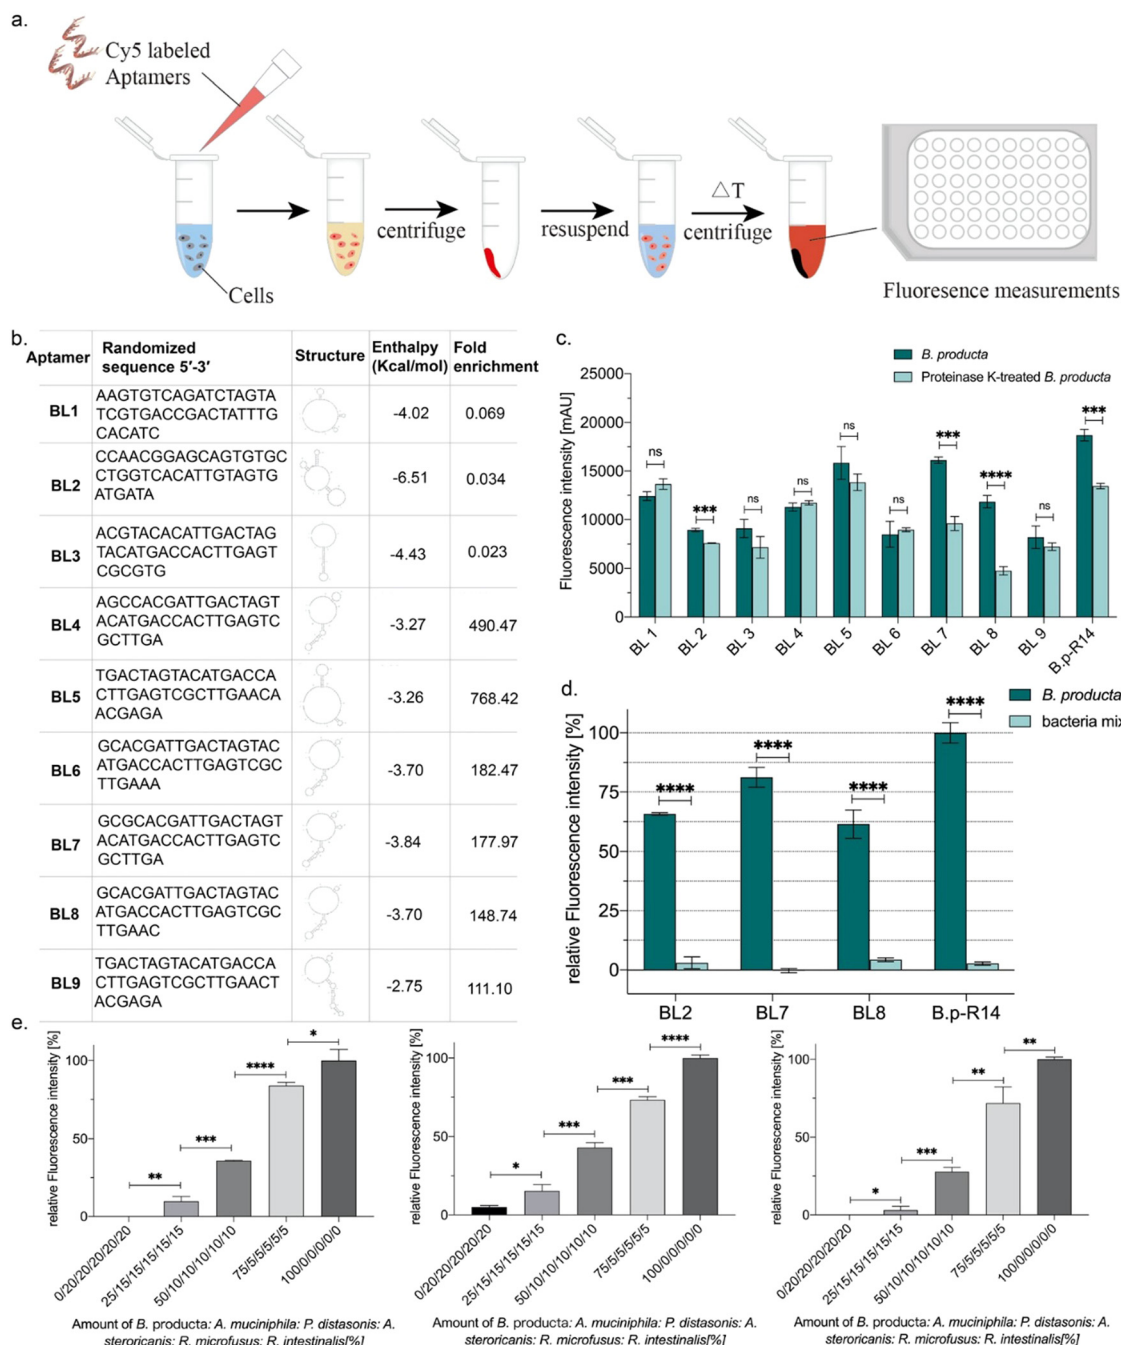 a.
Cy5 labeled
Aptamers
Cells
centrifuge
resuspend
△T
centrifuge
Fluoresence measurements
b.
Aptamer Randomized sequence 5′-3′ Structure Enthalpy (Kcal/mol) Fold enrichment
BL1 AAGTGTCAGATCTAGTA
TCGTGACCGACTATTTG
CACATC
-4.02 0.069
BL2 CCAACGGAGCAGTGTGC
CTGGTCACATTGTAGTG
ATGATA
-6.51 0.034
BL3 ACGTACACATTGACTAG
TACATGACCACTTGAGT
CGCGTG
-4.43 0.023
BL4 AGCCACGATTGACTAGT
ACATGACCACTTGAGTC
GCTTGA
-3.27 490.47
BL5 TGACTAGTACATGACCA
CTTGAGTCGCTTGAACA
ACGAGA
-3.26 768.42
BL6 GCACGATTGACTAGTAC
ATGACCACTTGAGTCGC
TTGAAA
-3.70 182.47
BL7 GCGCACGATTGACTAGT
ACATGACCACTTGAGTC
GCTTGA
-3.84 177.97
BL8 GCACGATTGACTAGTAC
ATGACCACTTGAGTCGC
TTGAAC
-3.70 148.74
BL9 TGACTAGTACATGACCA
CTTGAGTCGCTTGAACT
ACGAGA
-2.75 111.10
c.
B. producta
Proteinase K-treated B. producta
Fluorescence intensity [mAU]
25000
20000
15000
10000
5000
0
ns *** ns ns ns ns *** **** ns ***
BL 1 BL 2 BL 3 BL 4 BL 5 BL 6 BL 7 BL 8 BL 9 B.p-R14
d.
B. producta
bacteria mix
relative Fluorescence intensity [%]
100
75
50
25
0
**** **** **** ****
BL2 BL7 BL8 B.p-R14
e.
relative Fluorescence intensity [%]
100
50
0
** *** **** *
0/20/20/20/20/20 25/15/15/15/15 50/10/10/10/10/10 75/5/5/5/5/5 100/0/0/0/0/0
Amount of B. producta: A. muciniphila: P. distasonis: A.
steroricanis: R. microfusus: R. intestinalis[%]
relative Fluorescence intensity [%]
100
50
0
* *** *** ****
0/20/20/20/20/20 25/15/15/15/15 50/10/10/10/10/10 75/5/5/5/5/5 100/0/0/0/0/0
Amount of B. producta: A. muciniphila: P. distasonis: A.
steroricanis: R. microfusus: R. intestinalis[%]
relative Fluorescence intensity [%]
100
50
0
* *** ** **
0/20/20/20/20/20 25/15/15/15/15 50/10/10/10/10/10 75/5/5/5/5/5 100/0/0/0/0/0
Amount of B. producta: A. muciniphila: P. distasonis: A.
steroricanis: R. microfusus: R. intestinalis[%]